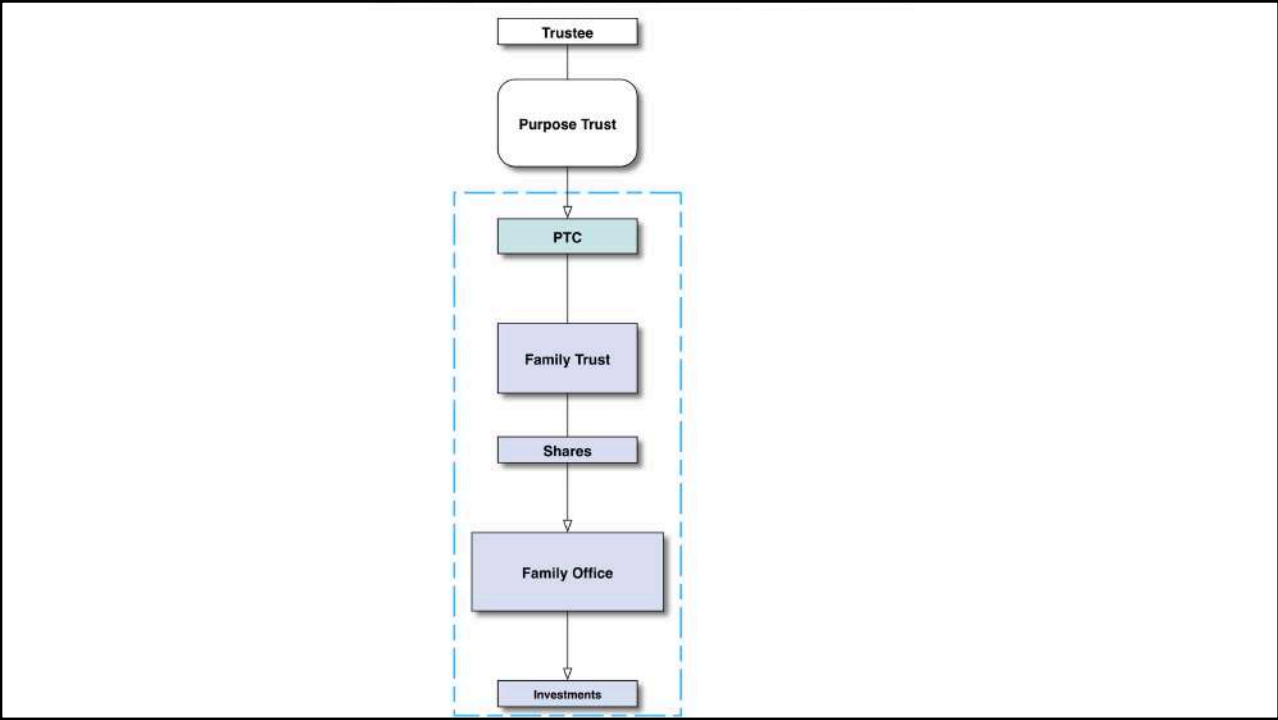 Trustee
Purpose Trust
PTC
Family Trust
Shares
Family Office
Investments